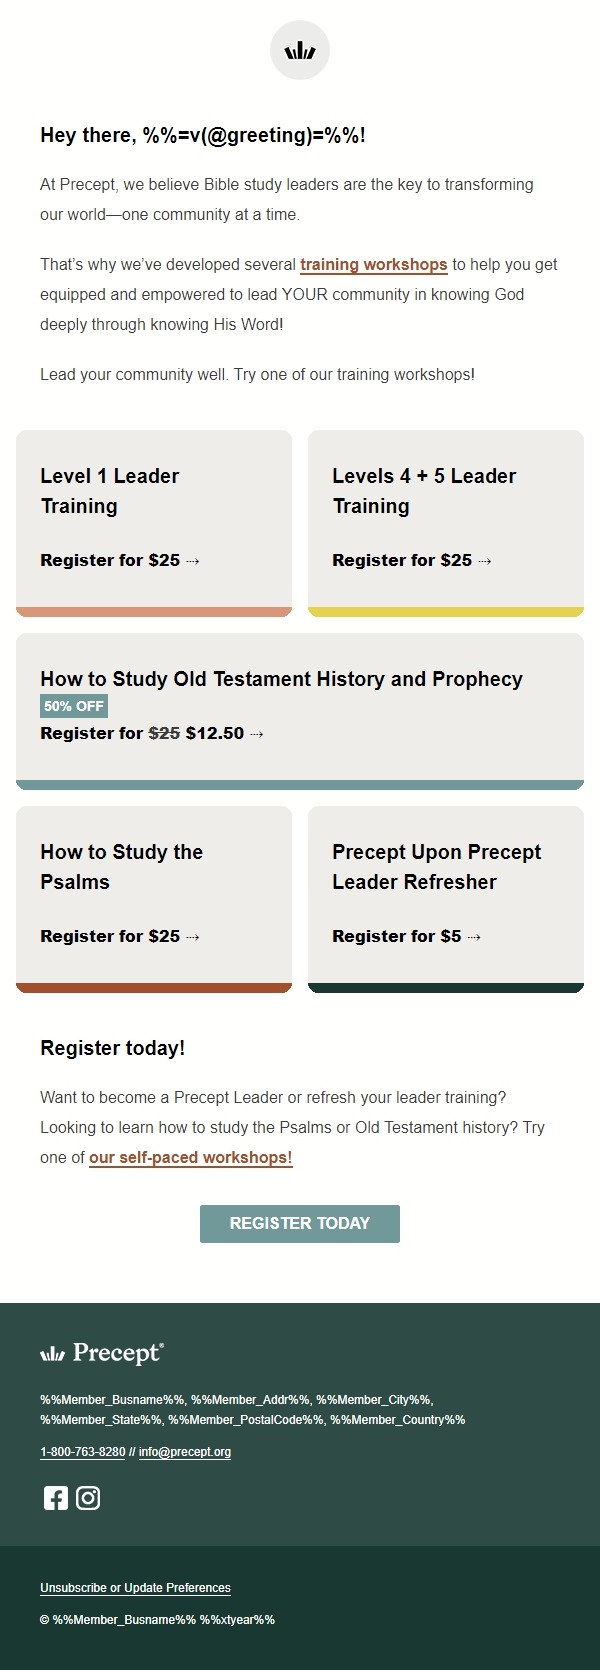 Hey there, %%=v(@greeting)=%%!
At Precept, we believe Bible study leaders are the key to transforming
our world—one community at a time.
That’s why we’ve developed several training workshops to help you get
equipped and empowered to lead YOUR community in knowing God
deeply through knowing His Word!
Lead your community well. Try one of our training workshops!
Level 1 Leader
Training
Register for $25 ⤏
Levels 4 + 5 Leader
Training
Register for $25 ⤏
How to Study Old Testament History and Prophecy
50% OFF
Register for $25 $12.50 ⤏
How to Study the
Psalms
Register for $25 ⤏
Precept Upon Precept
Leader Refresher
Register for $5 ⤏
Register today!
Want to become a Precept Leader or refresh your leader training?
Looking to learn how to study the Psalms or Old Testament history? Try
one of our self-paced workshops!
REGISTER TODAY
Precept®
%%Member_Busname%%, %%Member_Addr%%, %%Member_City%%,
%%Member_State%%, %%Member_PostalCode%%, %%Member_Country%%
1-800-763-8280 // info@precept.org
Unsubscribe or Update Preferences
© %%Member_Busname%% %%xtyear%%